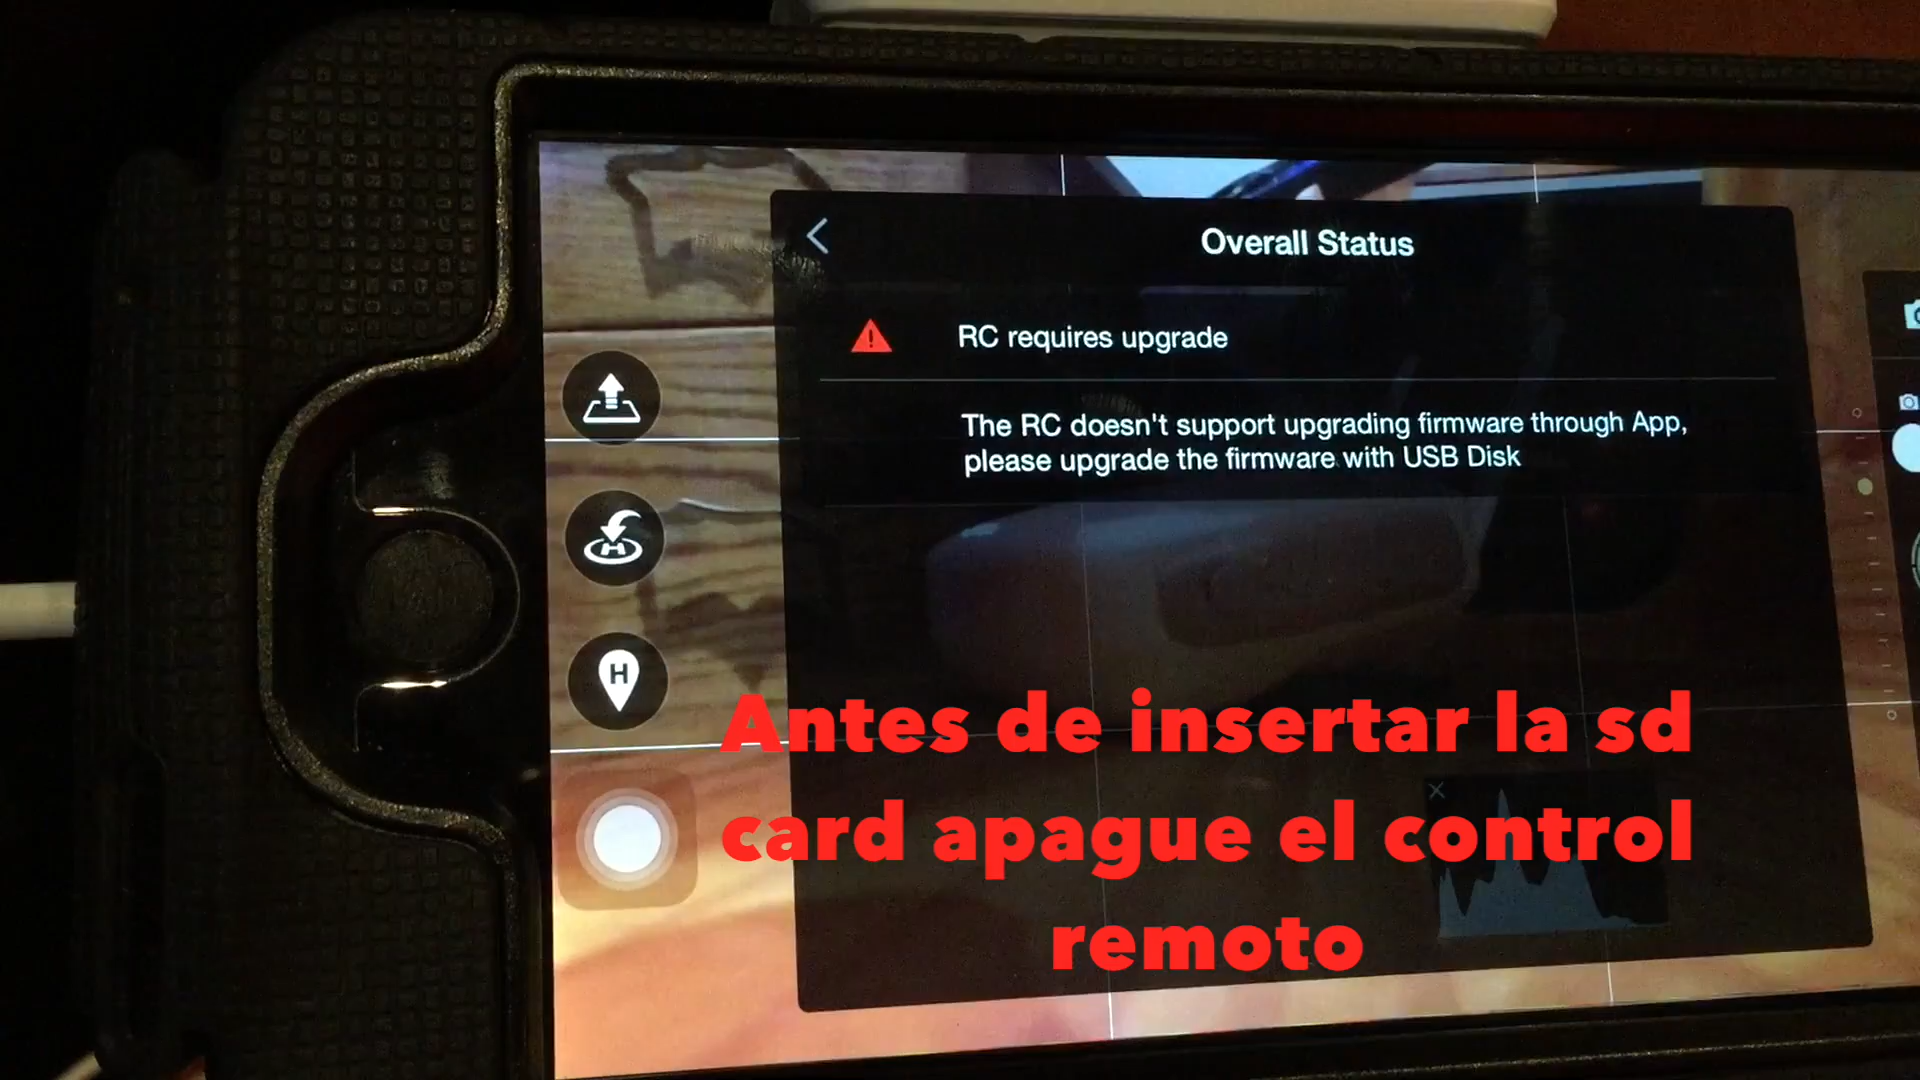 Overall Status
RC requires upgrade
The RC doesn't support upgrading firmware through App,
please upgrade the firmware with USB Disk
H
H
Antes de insertar la sd
card apague el control
remoto